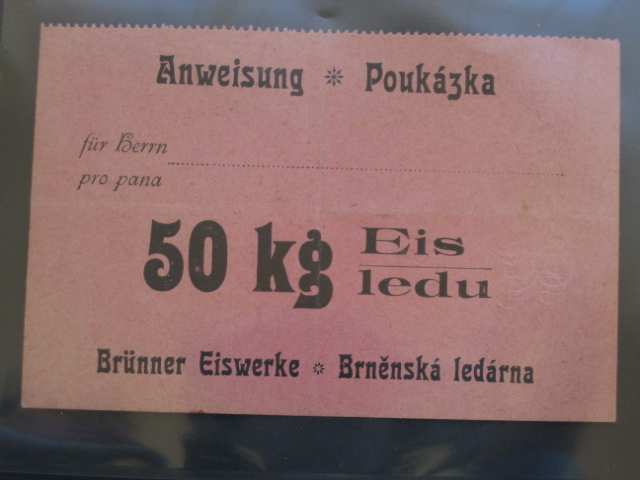 Anweisung * Poukázka
für Herrn
pro pana
50 kg Eis
ledu
Brünner Eiswerke * Brněnská ledárna